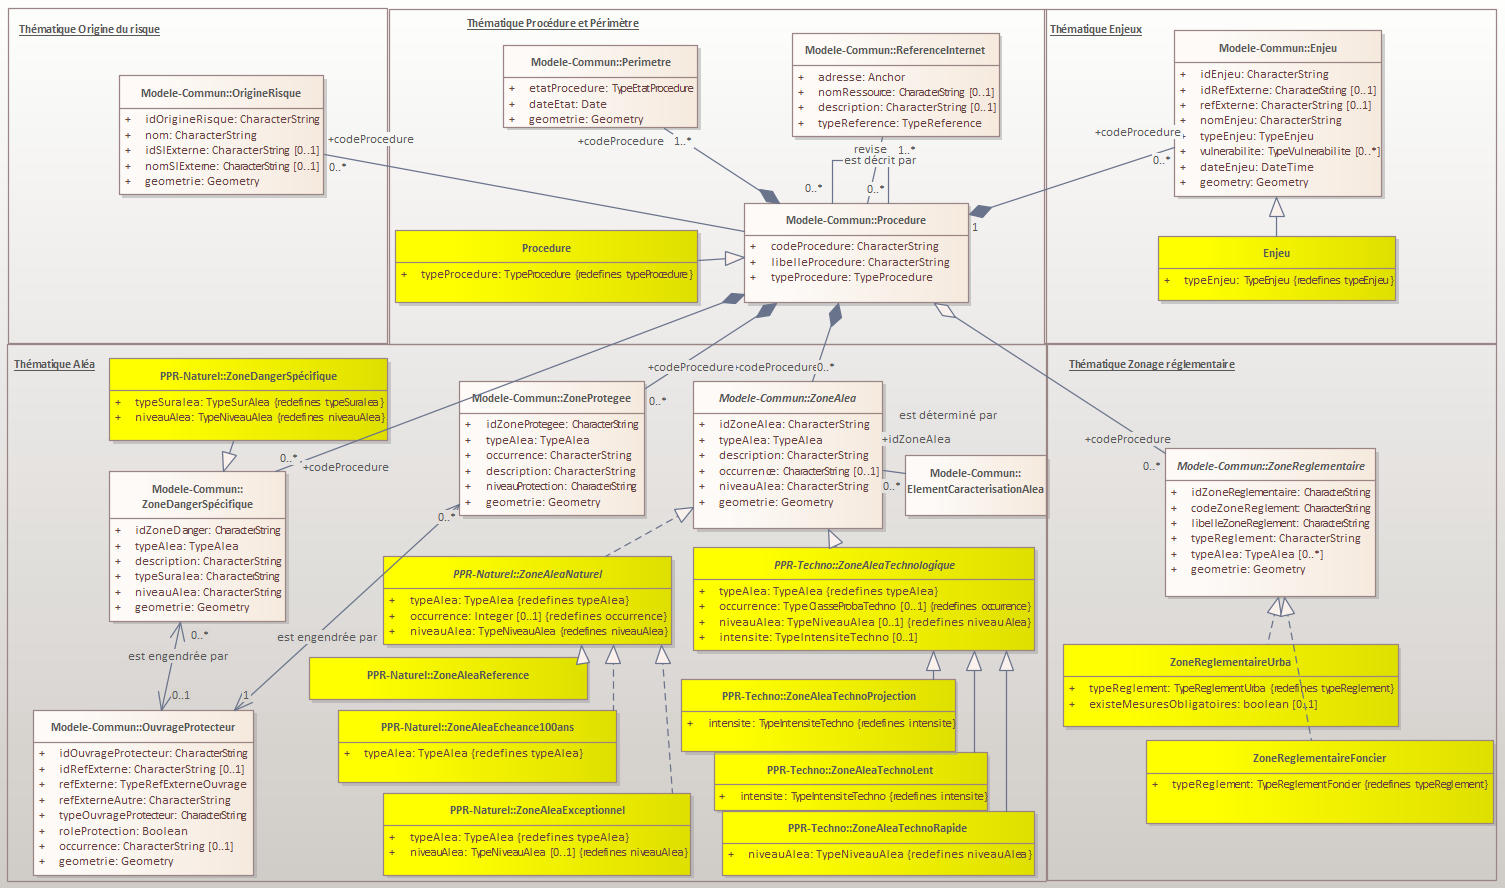 Thématique Origine du risque
Modele-Commun::OrigineRisque
+ idOrigineRisque: CharacterString
+ nom: CharacterString
+ idSIExterne: CharacterString [0..1]
+ nomSIExterne: CharacterString [0..1]
+ geometrie: Geometry
+codeProcedure
0..*
Thématique Procédure et Périmètre
Modele-Commun::Perimetre
+ etatProcedure: TypeEtatProcedure
+ dateEtat: Date
+ geometrie: Geometry
+codeProcedure 1..*
Modele-Commun::ReferenceInternet
+ adresse: Anchor
+ nomRessource: CharacterString [0..1]
+ description: CharacterString [0..1]
+ typeReference: TypeReference
revise 1..*
est décrit par
0..*
0..*
Modele-Commun::Procedure
+ codeProcedure: CharacterString
+ libelleProcedure: CharacterString
+ typeProcedure: TypeProcedure
Procedure
+ typeProcedure: TypeProcedure {redefines typeProcedure}
Thématique Enjeux
Modele-Commun::Enjeu
+ idEnjeu: CharacterString
+ idRefExterne: CharacterString [0..1]
+ refExterne: CharacterString [0..1]
+ nomEnjeu: CharacterString
+ typeEnjeu: TypeEnjeu
+ vulnerabilite: TypeVulnerabilite [0..*]
+ dateEnjeu: DateTime
+ geometry: Geometry
+codeProcedure
0..*
1
Enjeu
+ typeEnjeu: TypeEnjeu {redefines typeEnjeu}
Thématique Aléa
PPR-Naturel::ZoneDangerSpécifique
+ typeSuralea: TypeSurAlea {redefines typeSuralea}
+ niveauAlea: TypeNiveauAlea {redefines niveauAlea}
0..*
+codeProcedure
Modele-Commun::
ZoneDangerSpécifique
+ idZoneDanger: CharacterString
+ typeAlea: TypeAlea
+ description: CharacterString
+ typeSuralea: CharacterString
+ niveauAlea: CharacterString
+ geometrie: Geometry
0..*
est engendrée par
0..1
Modele-Commun::OuvrageProtecteur
+ idOuvrageProtecteur: CharacterString
+ idRefExterne: CharacterString [0..1]
+ refExterne: TypeRefExterneOuvrage
+ refExterneAutre: CharacterString
+ typeOuvrageProtecteur: CharacterString
+ roleProtection: Boolean
+ occurrence: CharacterString [0..1]
+ geometrie: Geometry
+codeProcedure
0..*
Modele-Commun::ZoneProtegee
+ idZoneProtegee: CharacterString
+ typeAlea: TypeAlea
+ occurrence: CharacterString
+ description: CharacterString
+ niveauProtection: CharacterString
+ geometrie: Geometry
0..*
est engendrée par
1
+codeProcedure 0..*
Modele-Commun::ZoneAlea
+ idZoneAlea: CharacterString
+ typeAlea: TypeAlea
+ description: CharacterString
+ occurrence: CharacterString [0..1]
+ niveauAlea: CharacterString
+ geometrie: Geometry
est déterminé par
+idZoneAlea
0..*
Modele-Commun::
ElementCaracterisationAlea
PPR-Naturel::ZoneAleaNaturel
+ typeAlea: TypeAlea {redefines typeAlea}
+ occurrence: Integer [0..1] {redefines occurrence}
+ niveauAlea: TypeNiveauAlea {redefines niveauAlea}
PPR-Naturel::ZoneAleaReference
PPR-Naturel::ZoneAleaEcheance100ans
+ typeAlea: TypeAlea {redefines typeAlea}
PPR-Naturel::ZoneAleaExceptionnel
+ typeAlea: TypeAlea {redefines typeAlea}
+ niveauAlea: TypeNiveauAlea [0..1] {redefines niveauAlea}
PPR-Techno::ZoneAleaTechnologique
+ typeAlea: TypeAlea {redefines typeAlea}
+ occurrence: TypeClasseProbaTechno [0..1] {redefines occurrence}
+ niveauAlea: TypeNiveauAlea [0..1] {redefines niveauAlea}
+ intensite: TypeIntensiteTechno [0..1]
PPR-Techno::ZoneAleaTechnoProjection
+ intensite: TypeIntensiteTechno {redefines intensite}
PPR-Techno::ZoneAleaTechnoLent
+ intensite: TypeIntensiteTechno {redefines intensite}
PPR-Techno::ZoneAleaTechnoRapide
+ niveauAlea: TypeNiveauAlea {redefines niveauAlea}
Thématique Zonage réglementaire
+codeProcedure
0..*
Modele-Commun::ZoneReglementaire
+ idZoneReglementaire: CharacterString
+ codeZoneReglement: CharacterString
+ libelleZoneReglement: CharacterString
+ typeReglement: CharacterString
+ typeAlea: TypeAlea [0..*]
+ geometrie: Geometry
ZoneReglementaireUrba
+ typeReglement: TypeReglementUrba {redefines typeReglement}
+ existeMesuresObligatoires: boolean [0..1]
ZoneReglementaireFoncier
+ typeReglement: TypeReglementFoncier {redefines typeReglement}